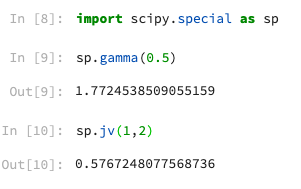 In [8]: import scipy.special as sp
In [9]: sp.gamma(0.5)
Out[9]: 1.7724538509055159
In [10]: sp.jv(1,2)
Out[10]: 0.5767248077568736